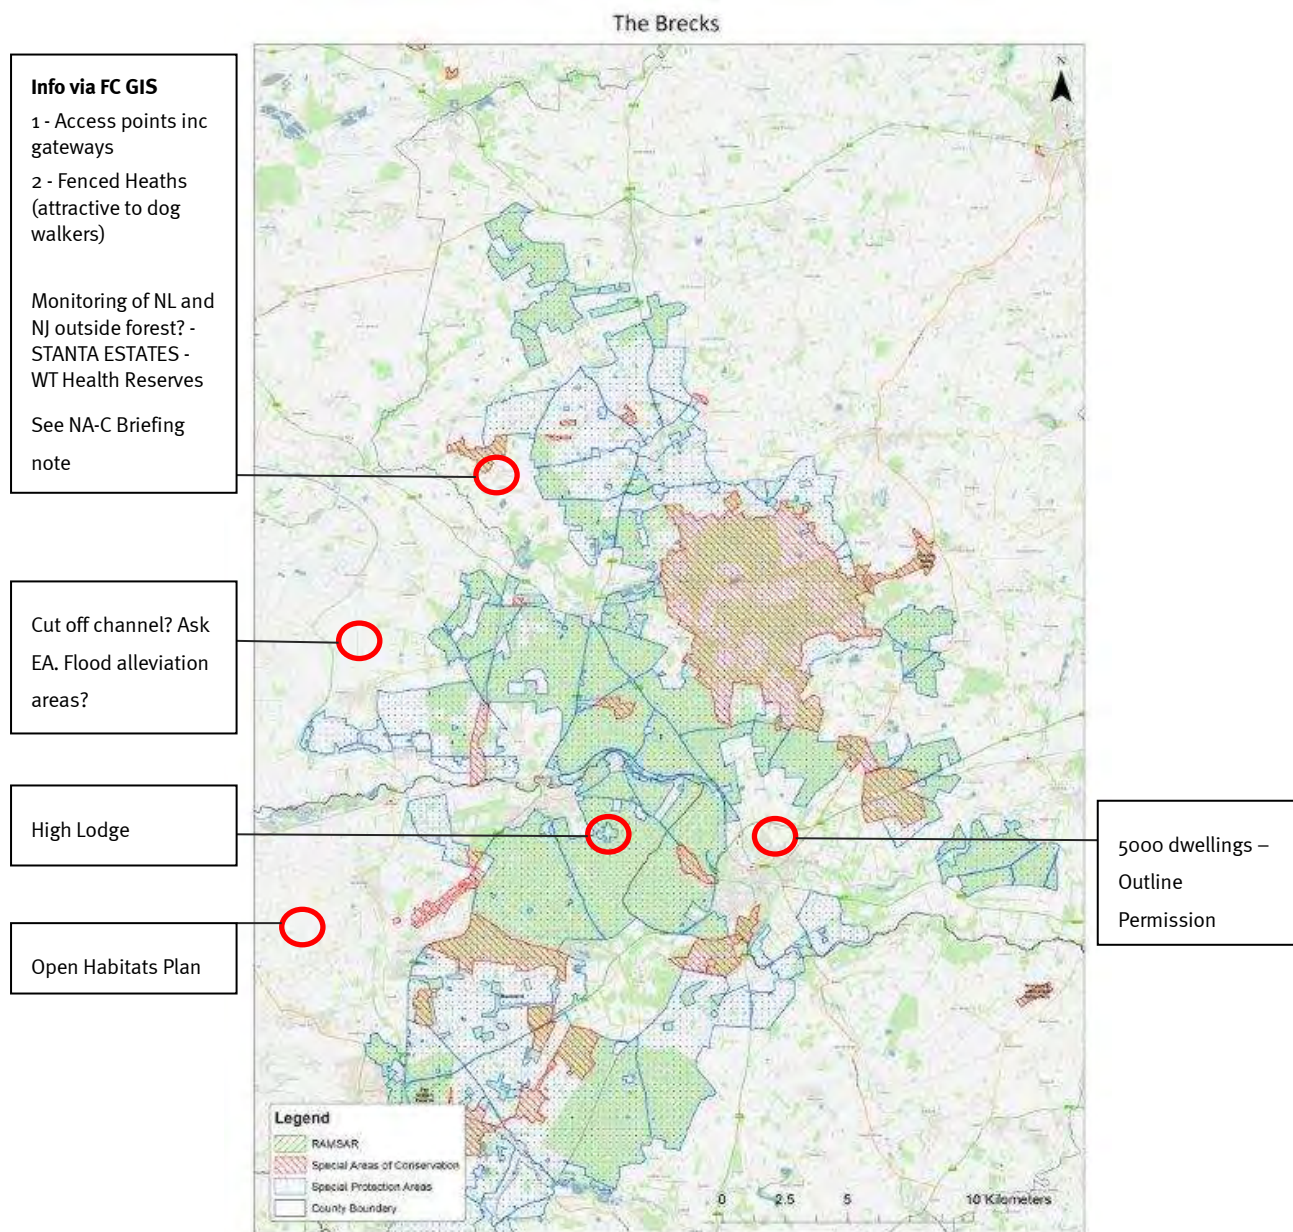 The Brecks
Info via FC GIS
1 - Access points inc
gateways
2 - Fenced Heaths
(attractive to dog
walkers)
Monitoring of NL and
NJ outside forest? -
STANTA ESTATES -
WT Health Reserves
See NA-C Briefing
note
Cut off channel? Ask
EA. Flood alleviation
areas?
High Lodge
Open Habitats Plan
5000 dwellings –
Outline
Permission
N
Legend
RAMSAR
Special Areas of Conservation
Special Protection Areas
County Boundary
0 2.5 5 10 Kilometers